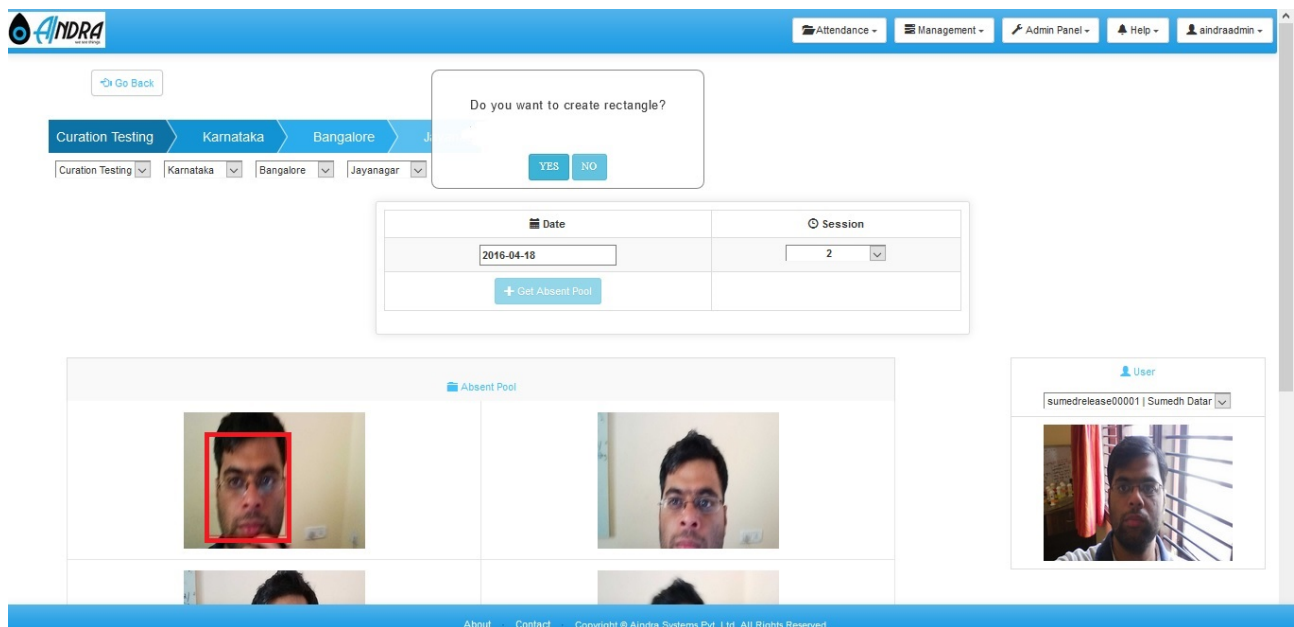 AINDRA
Attendance
Management
Admin Panel
Help
aindraadmin
Go Back
Do you want to create rectangle?
YES NO
Curation Testing Karnataka Bangalore
Curation Testing Karnataka Bangalore Jayanagar
Date Session
2016-04-18 2
Get Absent Pool
Absent Pool
User
sumedrelease00001 | Sumedh Datar
About Contact Copyright © Aindra Systems Pvt. Ltd. All Rights Reserved